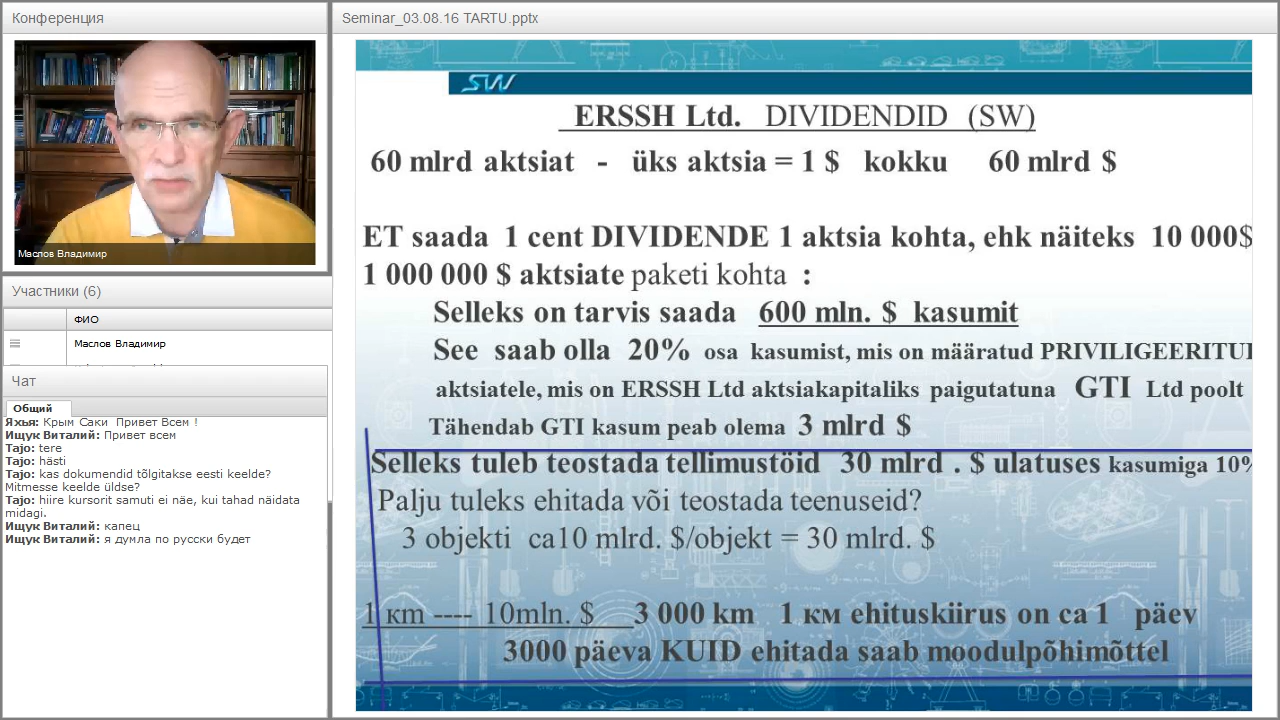 Конференция
Маслов Владимир
Участники (6)
ФИО
Маслов Владимир
Чат
Общий
Яхья: Крым Саки Привет Всем !
Ищук Виталий: Привет всем
Tajo: tera
Tajo: hästi
Tajo: kas dokumendid tõlgitakse eesti keelde?
Mitmesse keelde üldse?
Tajo: hiire kursorit samuti ei näe, kui tahad näidata
midagi.
Ищук Виталий: капец
Ищук Виталий: я думла по русски будет
Seminar_03.08.16 TARTU.pptx
SW
ERSSH Ltd. DIVIDENDID (SW)
60 mlrd aktsiat - üks aktsia = 1 $ kokku 60 mlrd $
ET saada 1 cent DIVIDENDE 1 aktsia kohta, ehk näiteks 10 000$
1 000 000 $ aktsiate paketi kohta :
Selleks on tarvis saada 600 mln. $ kasumit
See saab olla 20% osa kasumist, mis on määratud PRIVILIGEERITUI
aktsiatele, mis on ERSSH Ltd aktsiakapitaliks paigutatuna GTI Ltd poolt
Tähendab GTI kasum peab olema 3 mlrd $
Selleks tuleb teostada tellimustöid 30 mlrd . $ ulatuses kasumiga 10%
Palju tuleks ehitada või teostada teenuseid?
3 objekti ca10 mlrd. $/objekt = 30 mlrd. $
1 км ---- 10mln. $ 3 000 km 1 км ehituskiirus on ca 1 päev
3000 päeva KUID ehitada saab moodulpõhimõttel